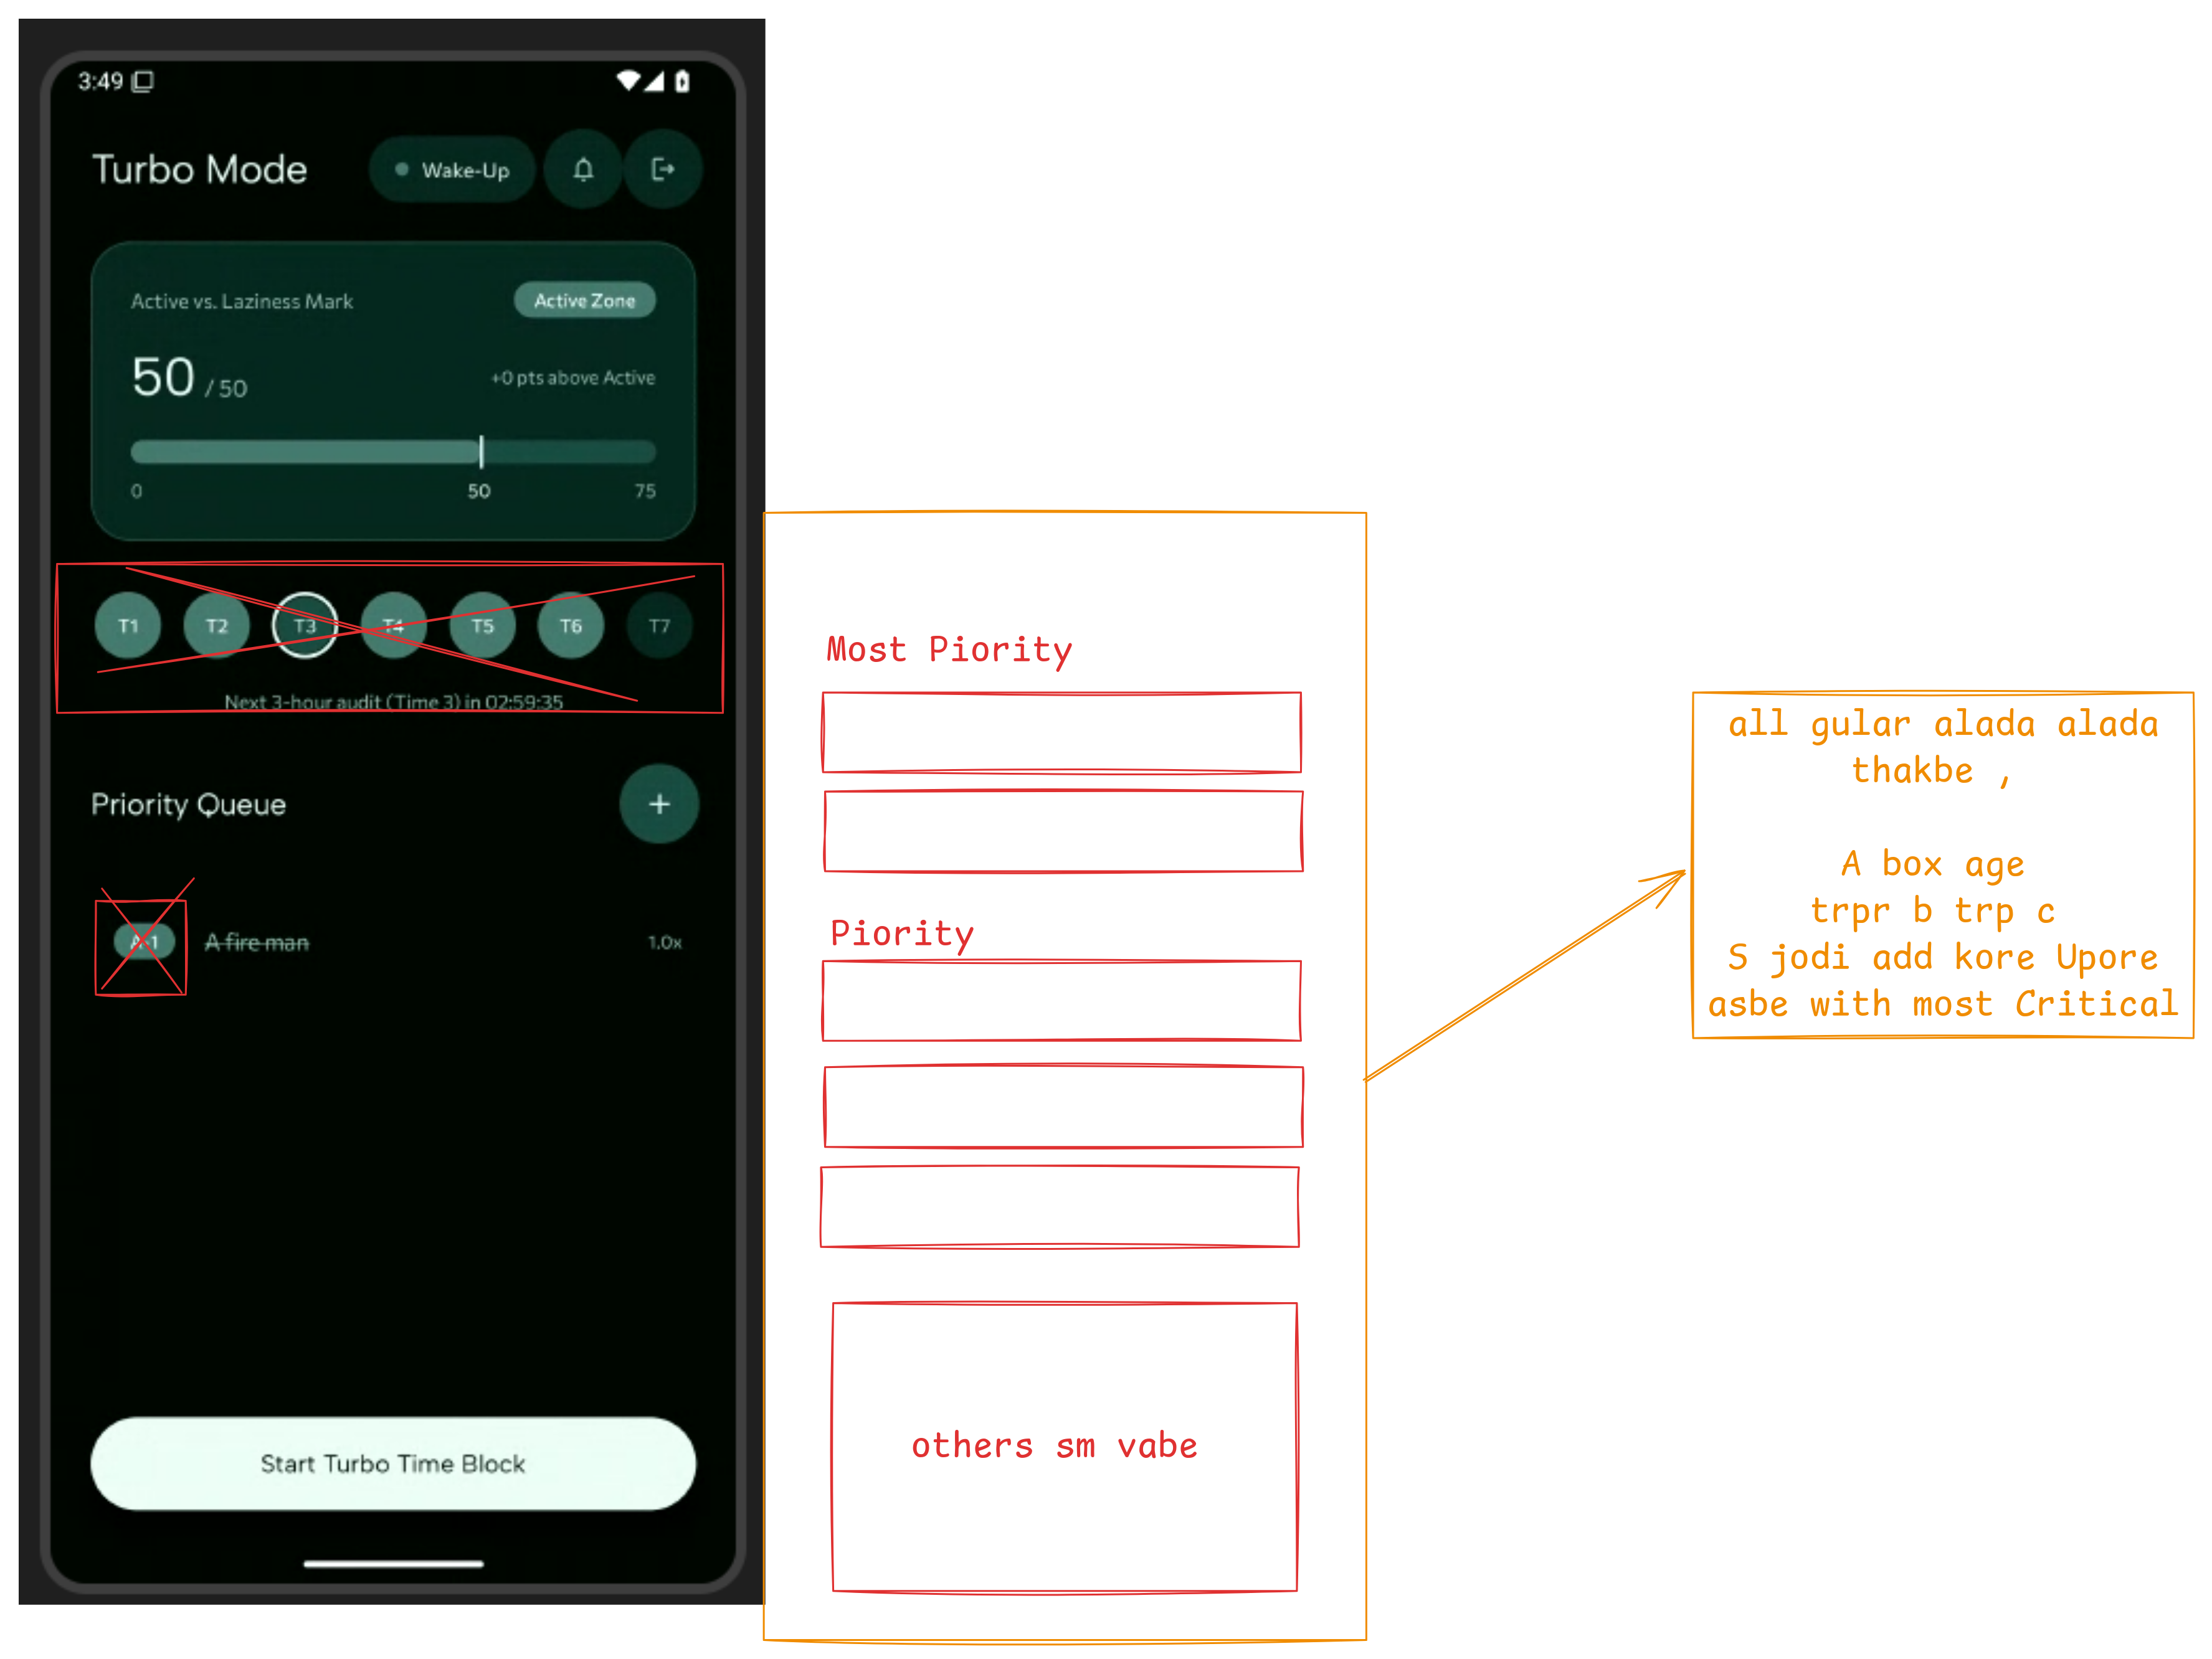 3:49
Turbo Mode
Wake-Up
Active vs. Laziness Mark
Active Zone
50 / 50
+0 pts above Active
0
50
75
T1
T2
T3
T4
T5
T6
T7
Next 3-hour audit (Time 3) in 02:59:35
Priority Queue
+
A-1
A fire man
1.0x
Start Turbo Time Block
Most Piority
Piority
others sm vabe
all gular alada alada
thakbe ,
A box age
trpr b trp c
S jodi add kore Upore
asbe with most Critical